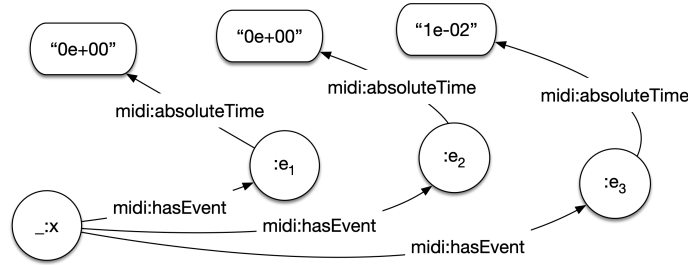 “0e+00”
“0e+00”
“1e-02”
midi:absoluteTime
midi:absoluteTime
midi:absoluteTime
:e1
:e2
:e3
_:x
midi:hasEvent
midi:hasEvent
midi:hasEvent